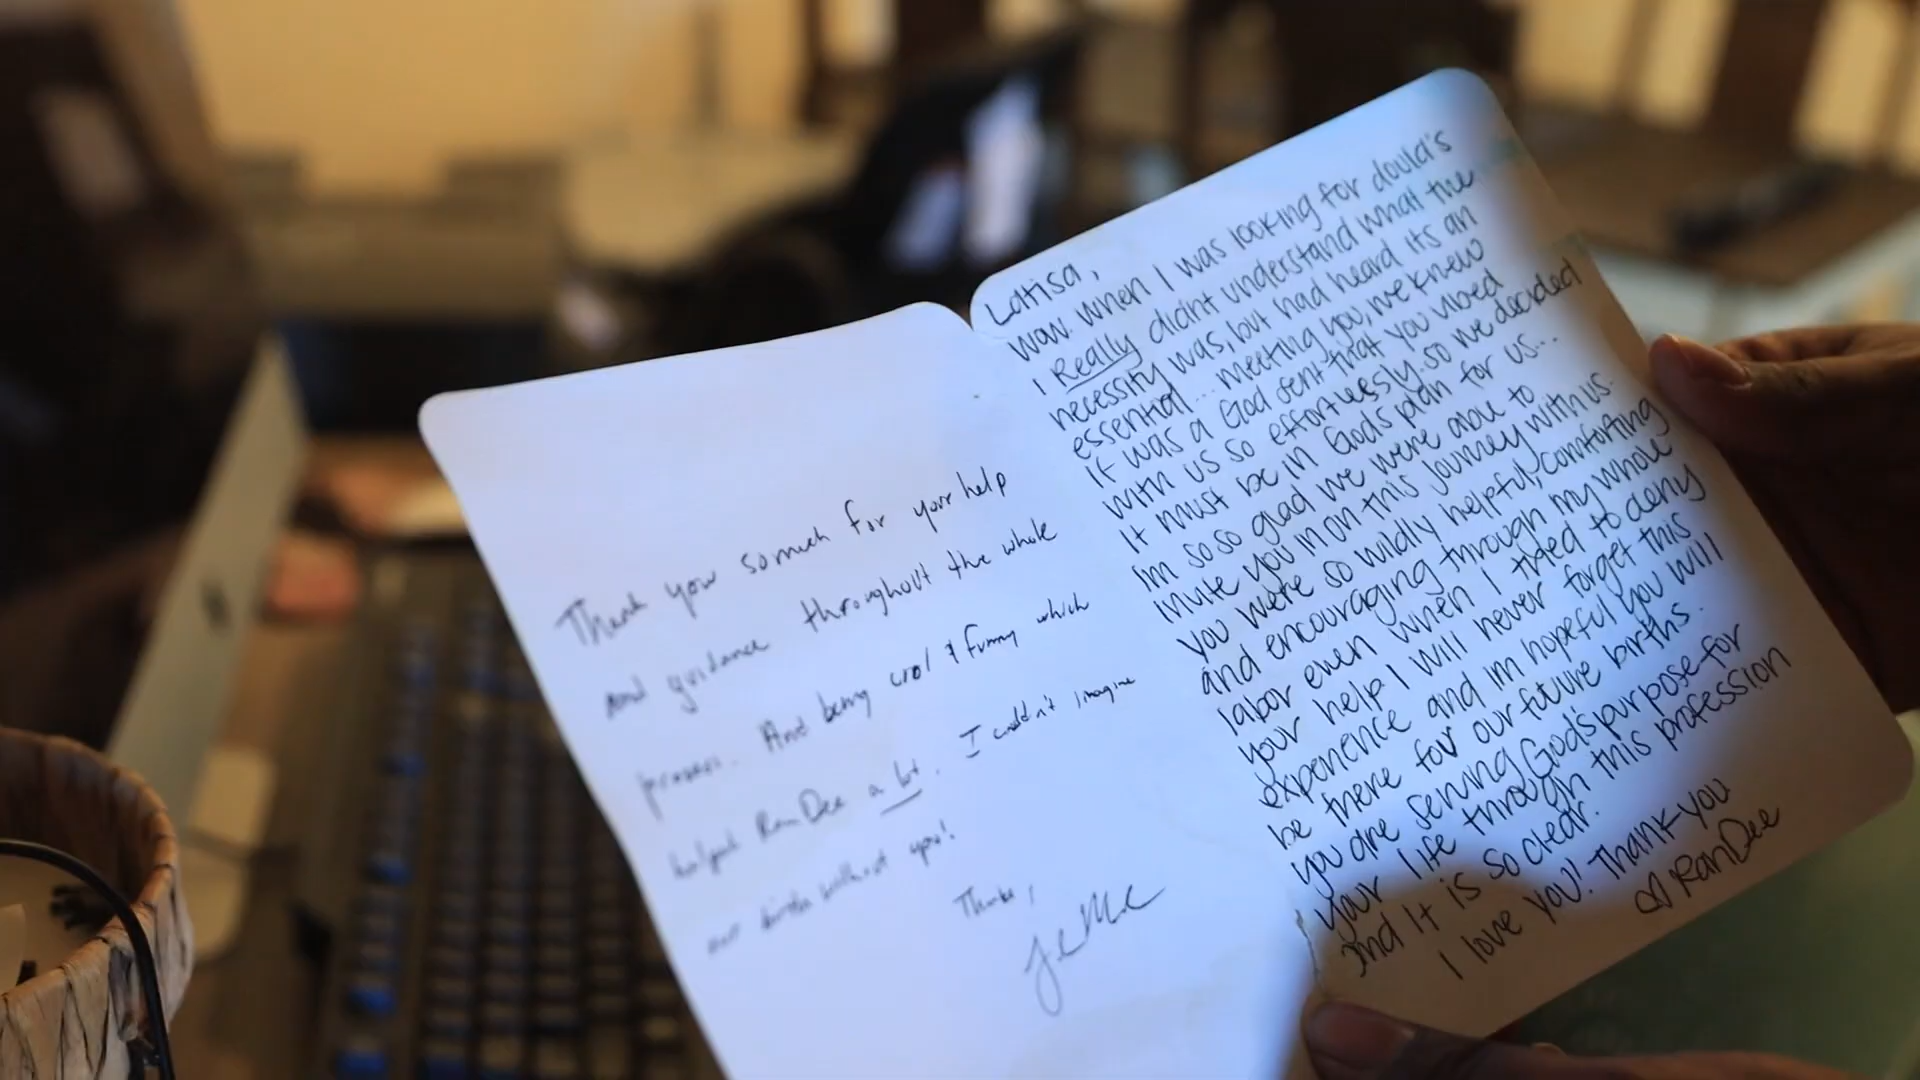 Thank you so much for your help
and guidance throughout the whole
process. And being cool & funny which
helped RanDee a lot. I couldn't imagine
our birth without you!
Thanks,
Latisa,
Wow. When I was looking for doula's
I Really didnt understand what the
necessity was, but had heard its an
essential... Meeting you, we knew
it was a God sent that you vibed
with us so effortlessly. So we decided
It must be in Gods plan for us...
Im so so glad we were able to
invite you in on this journey with us.
You were so wildly helpful, comforting
and encouraging through my whole
labor even when I tried to deny
your help I will never forget this
experience and Im hopeful you will
be there for our future births.
You are serving God's purpose for
your life through this profession
and it is so clear.
I love you! Thank you
RanDee